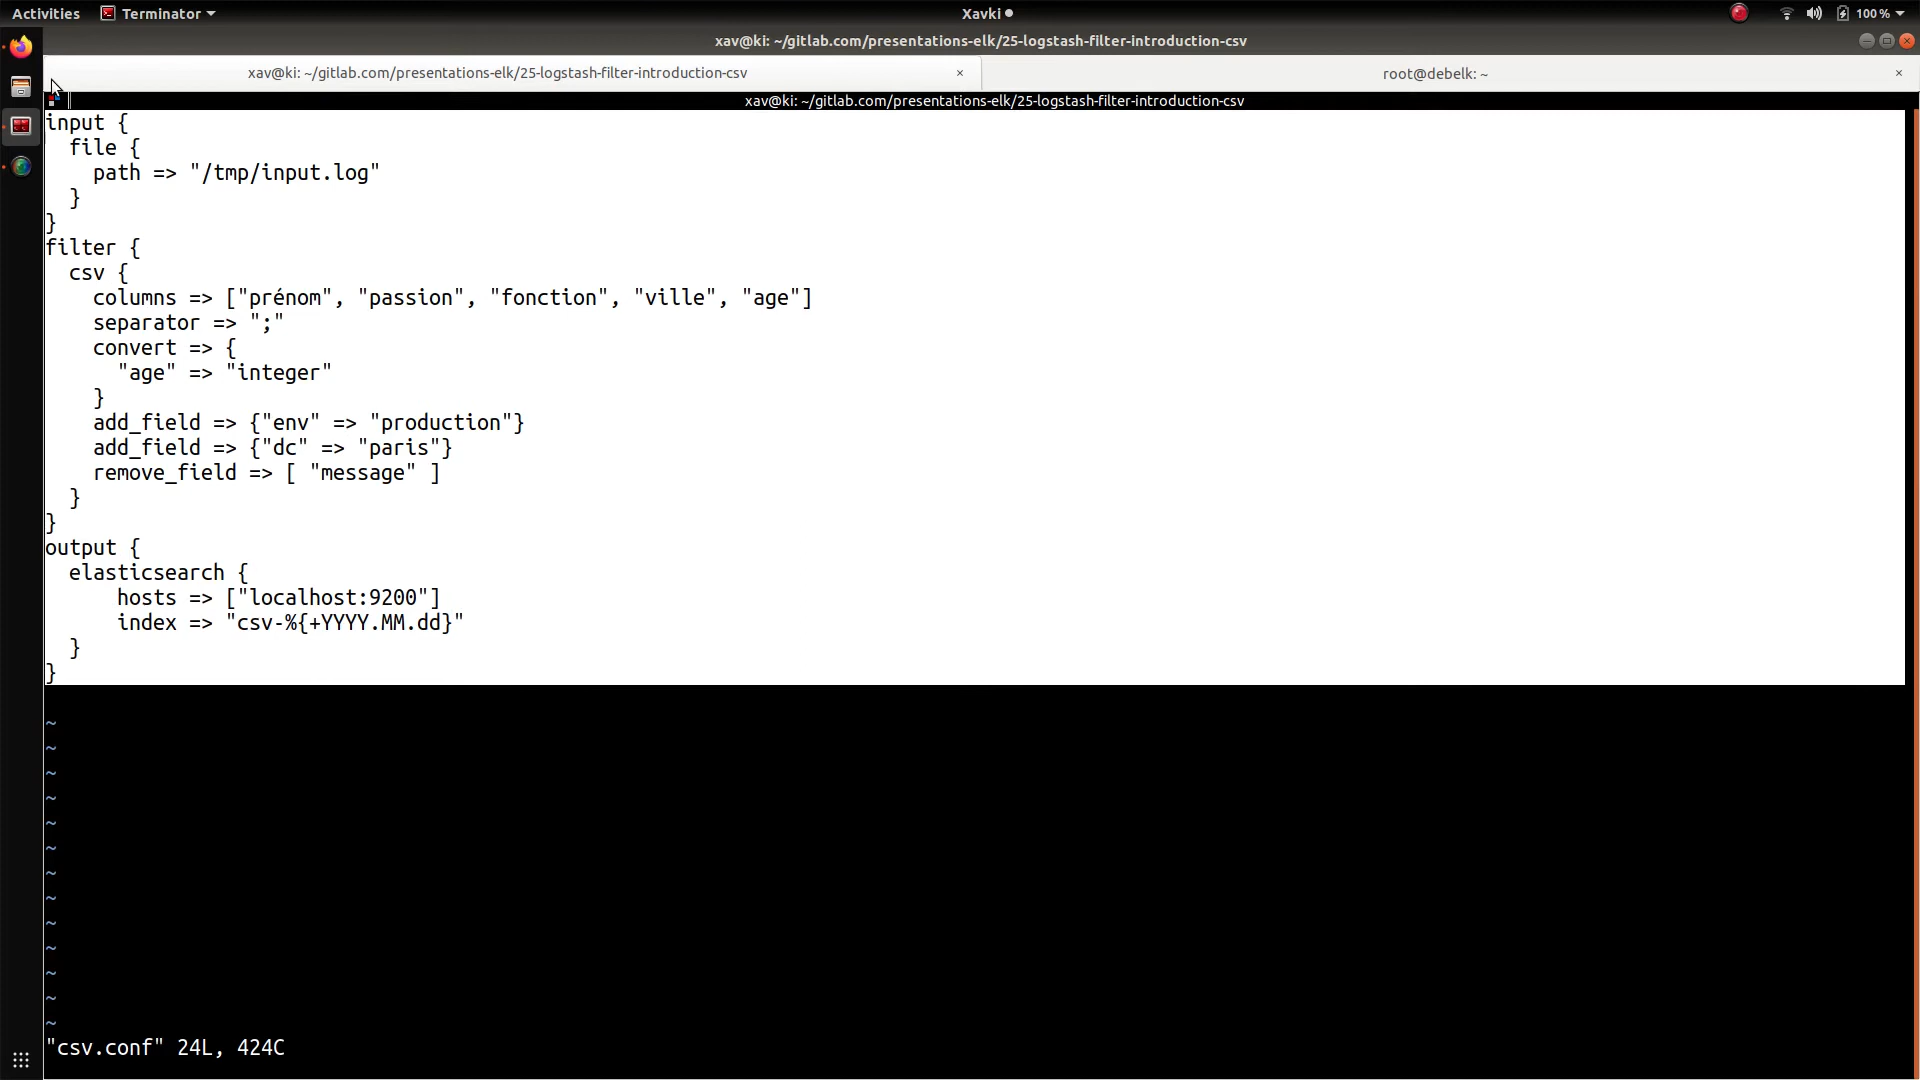 Activities Terminator Xavki 100 %
xav@ki: ~/gitlab.com/presentations-elk/25-logstash-filter-introduction-csv
xav@ki: ~/gitlab.com/presentations-elk/25-logstash-filter-introduction-csv × root@debelk: ~ ×
xav@ki: ~/gitlab.com/presentations-elk/25-logstash-filter-introduction-csv
input {
  file {
    path => "/tmp/input.log"
  }
}
filter {
  csv {
    columns => ["prénom", "passion", "fonction", "ville", "age"]
    separator => ";"
    convert => {
      "age" => "integer"
    }
    add_field => {"env" => "production"}
    add_field => {"dc" => "paris"}
    remove_field => [ "message" ]
  }
}
output {
  elasticsearch {
      hosts => ["localhost:9200"]
      index => "csv-%{+YYYY.MM.dd}"
  }
}
~
~
~
~
~
~
~
~
~
~
~
~
~
"csv.conf" 24L, 424C